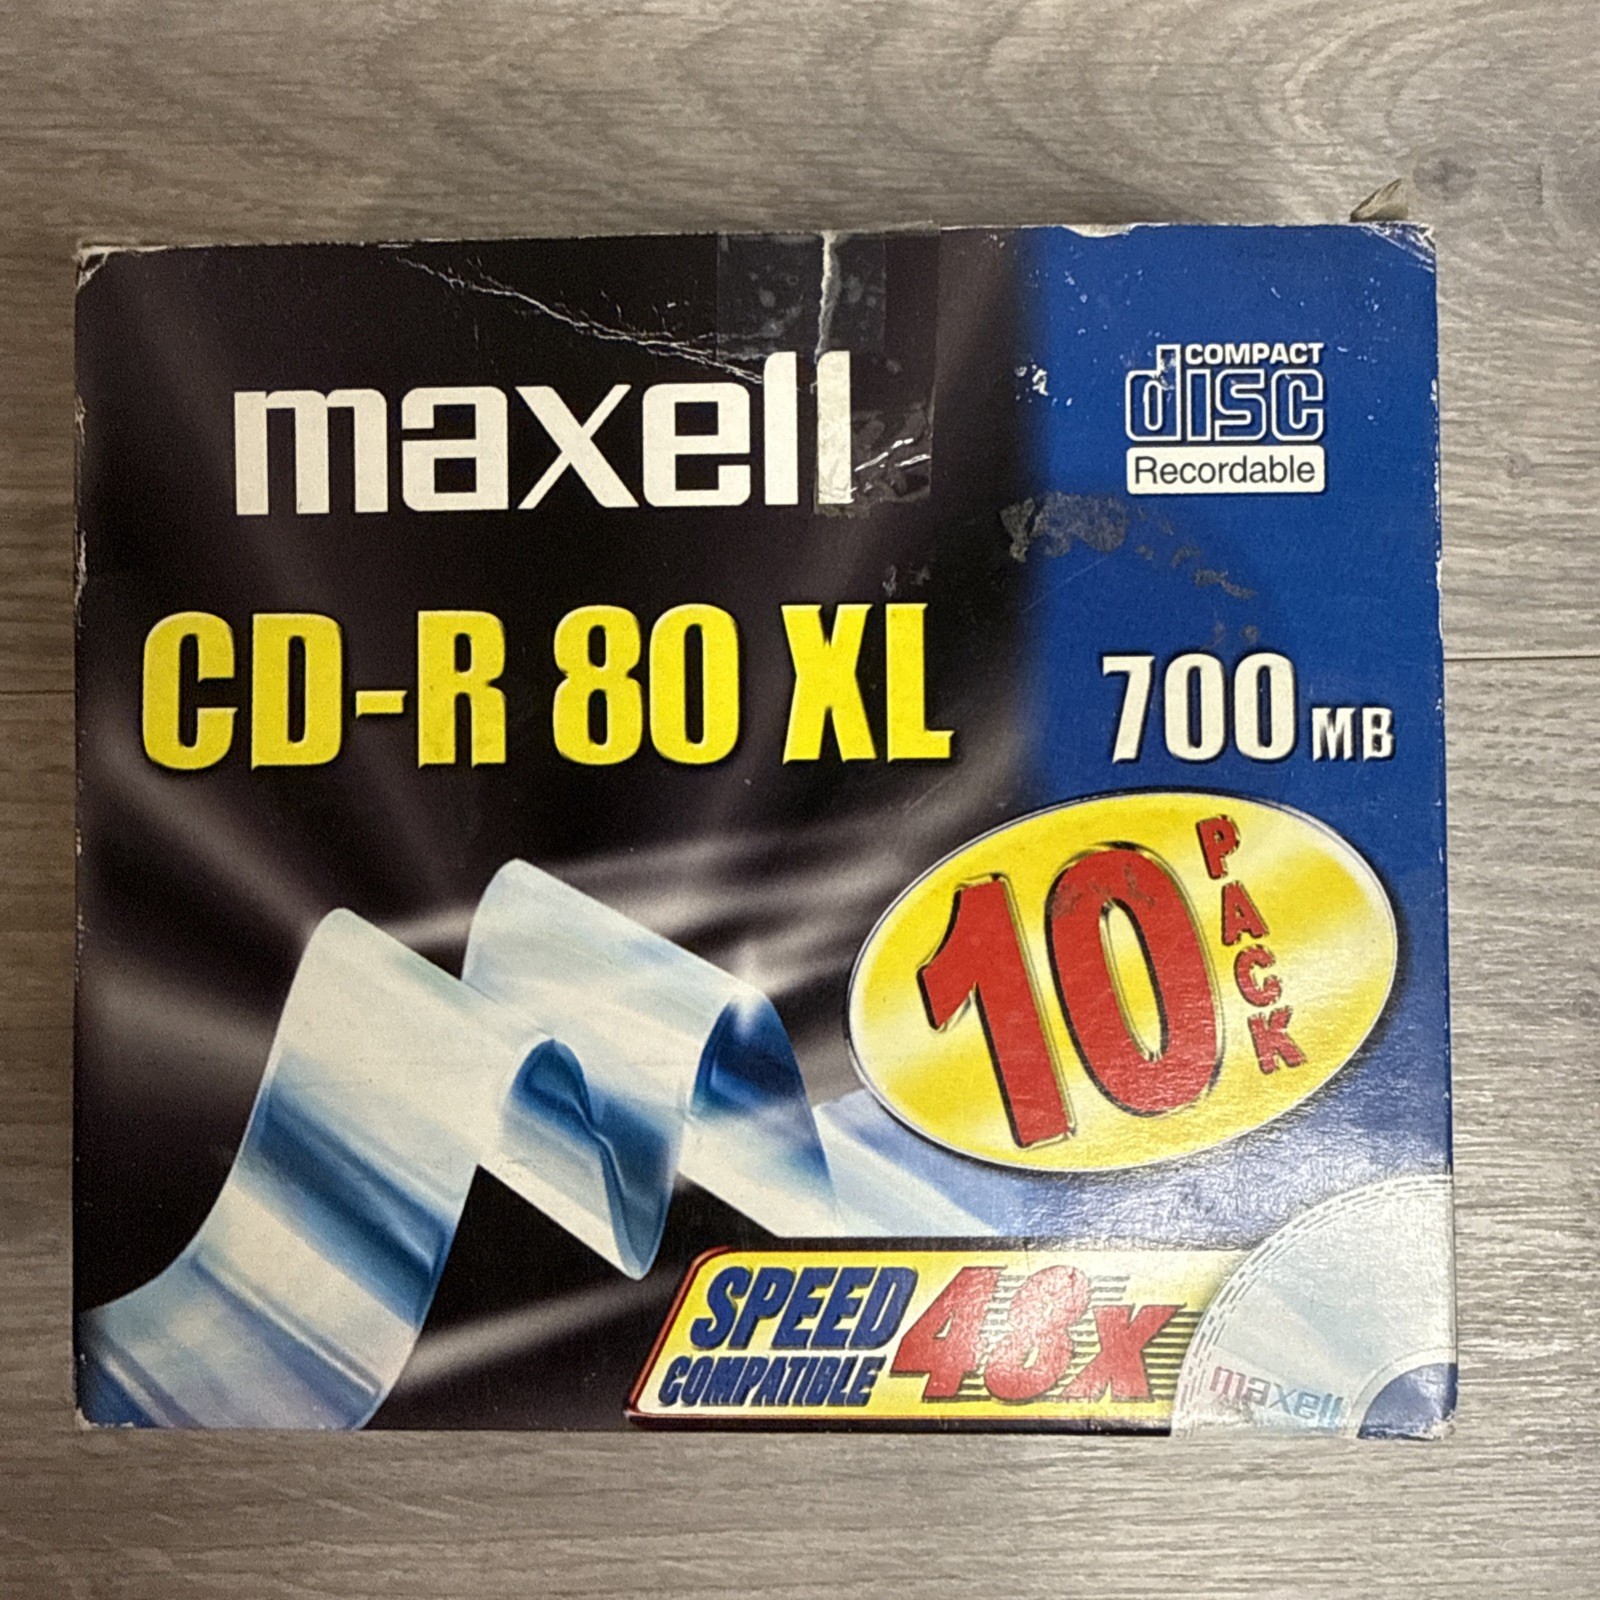 maxell
COMPACT
disc
Recordable
CD-R 80 XL
700 MB
10 PACK
SPEED
COMPATIBLE
48x
maxell